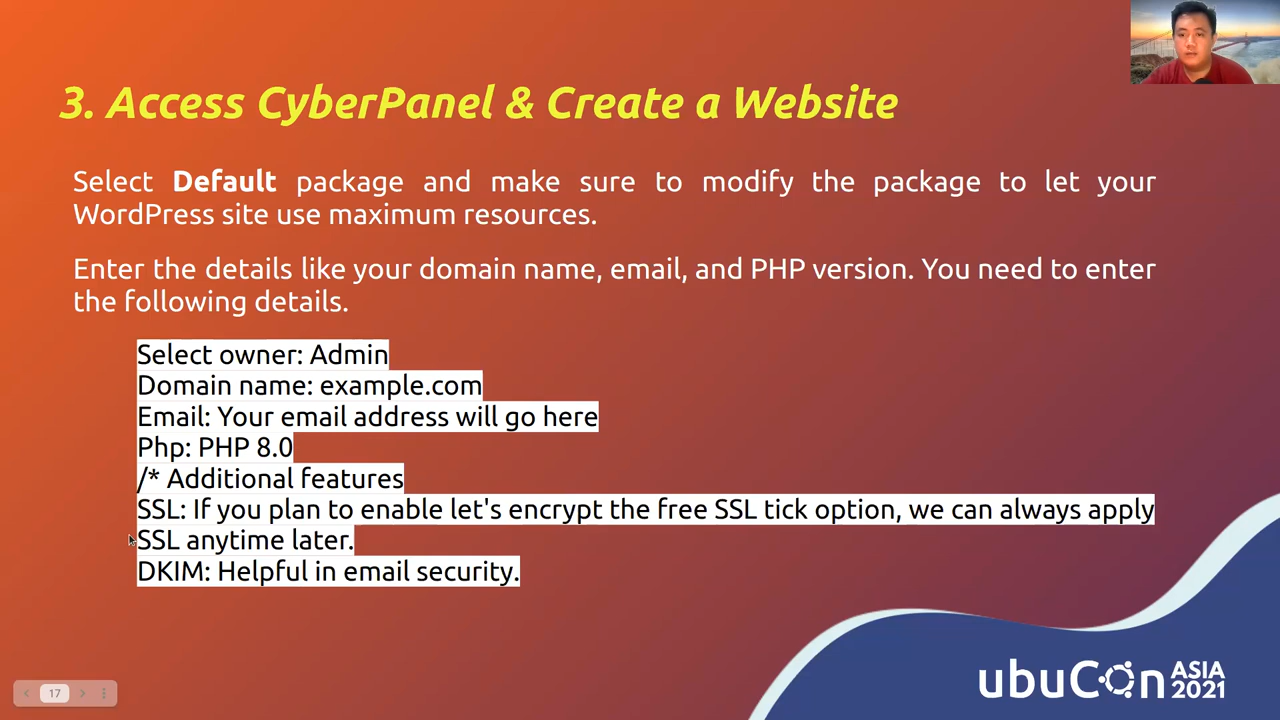 3. Access CyberPanel & Create a Website
Select Default package and make sure to modify the package to let your
WordPress site use maximum resources.
Enter the details like your domain name, email, and PHP version. You need to enter
the following details.
Select owner: Admin
Domain name: example.com
Email: Your email address will go here
Php: PHP 8.0
/* Additional features
SSL: If you plan to enable let's encrypt the free SSL tick option, we can always apply
SSL anytime later.
DKIM: Helpful in email security.
17
ubuCon ASIA
2021